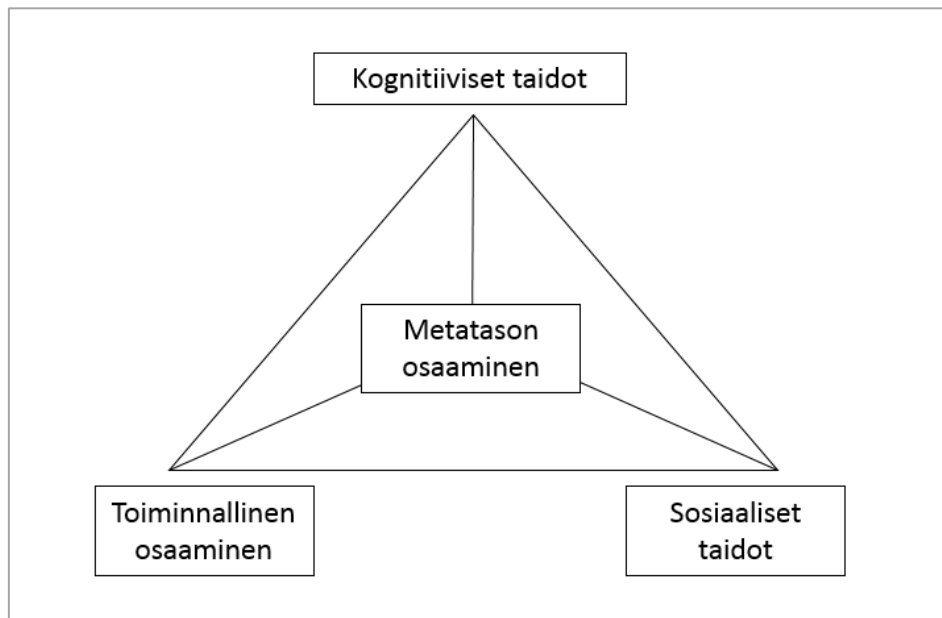 Kognitiiviset taidot
Metatason
osaaminen
Toiminnallinen
osaaminen
Sosiaaliset
taidot